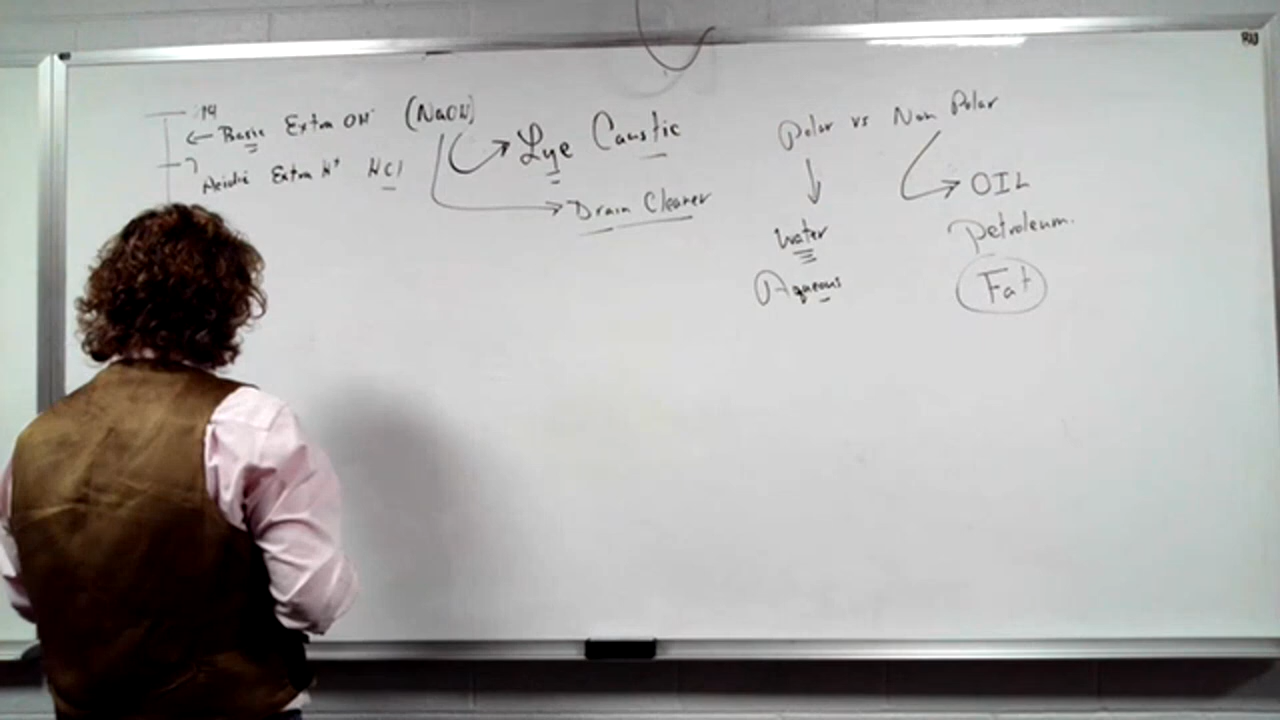 14
← Basic Extra OH⁻ (NaOH)
7
Acidic Extra H⁺ HCl
Lye Caustic
Drain Cleaner
Polar vs Non Polar
Water
Aqueous
OIL
Petroleum.
Fat